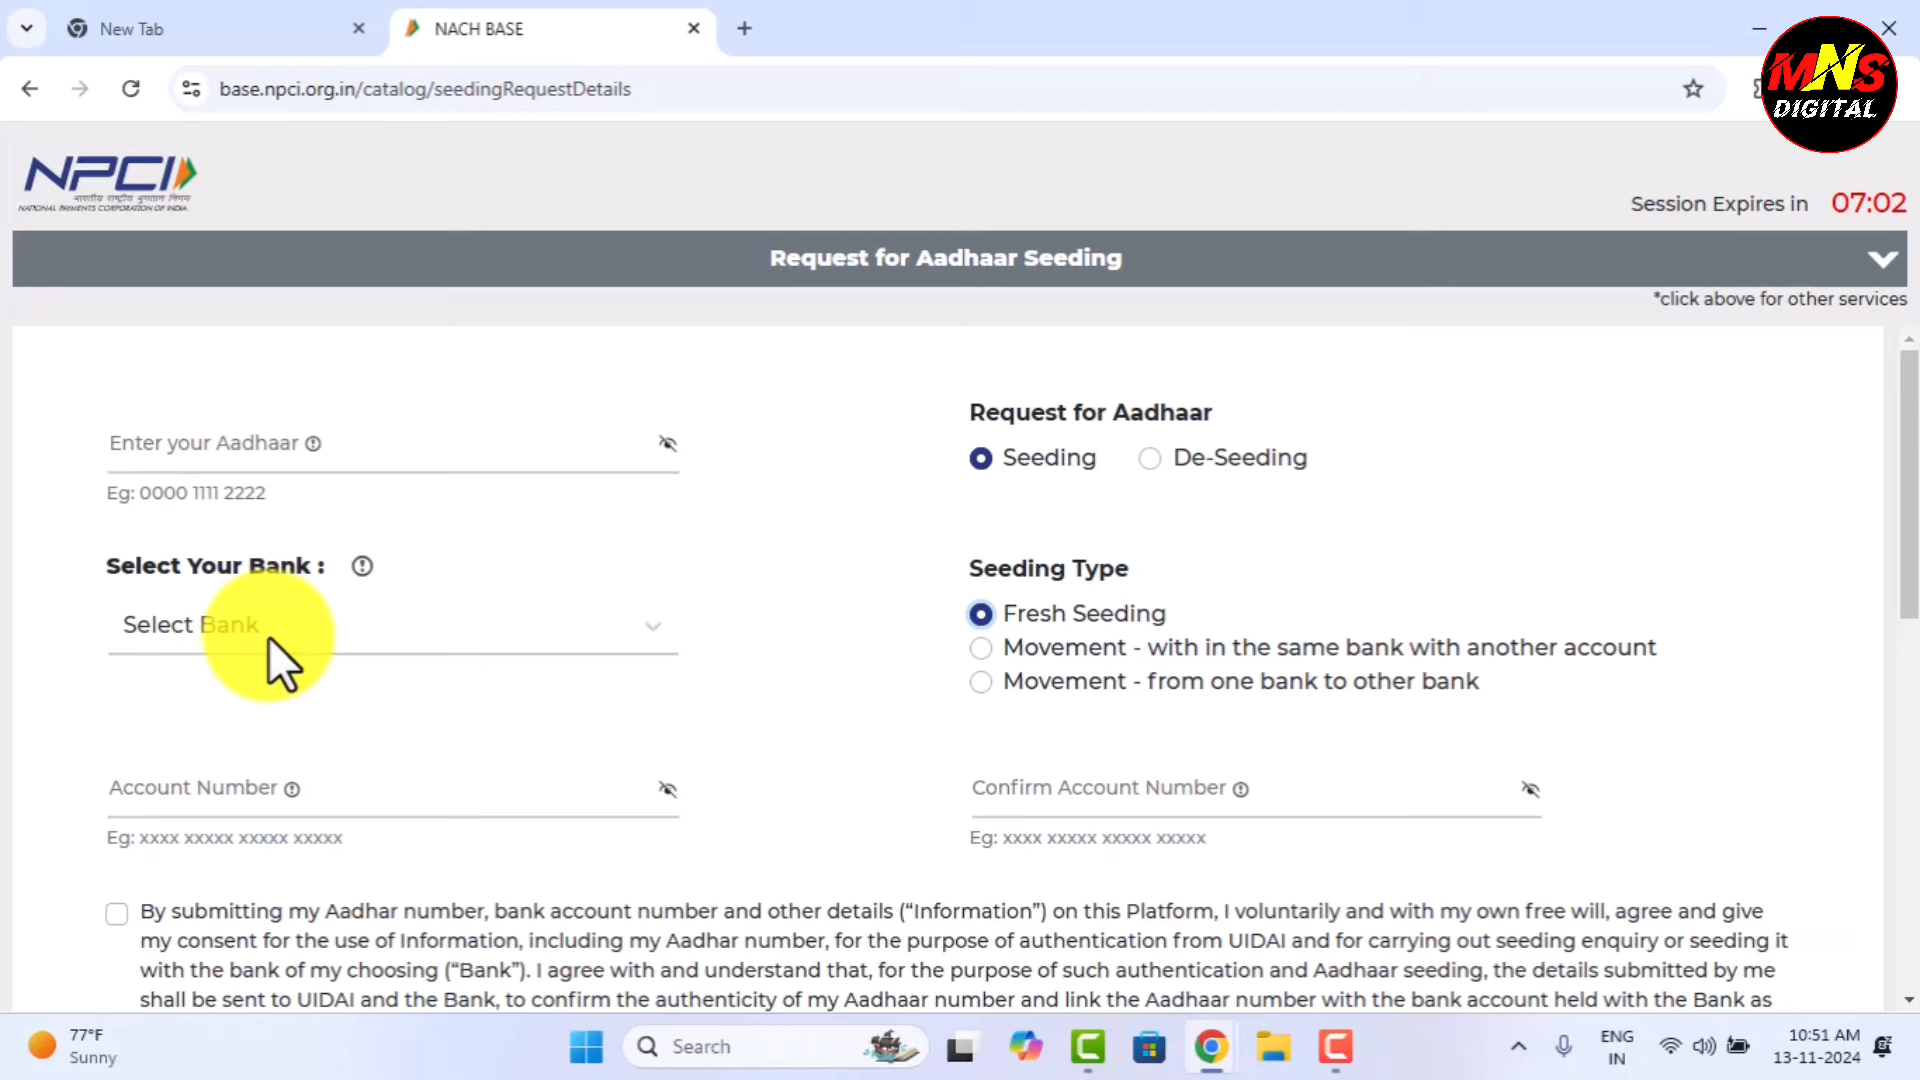 New Tab
NACH BASE
base.npci.org.in/catalog/seedingRequestDetails
MNS
DIGITAL
NPCI
भारतीय राष्ट्रीय भुगतान निगम
NATIONAL PAYMENTS CORPORATION OF INDIA
Session Expires in 07:02
Request for Aadhaar Seeding
*click above for other services
Enter your Aadhaar
Eg: 0000 1111 2222
Request for Aadhaar
Seeding De-Seeding
Select Your Bank :
Select Bank
Seeding Type
Fresh Seeding
Movement - with in the same bank with another account
Movement - from one bank to other bank
Account Number
Eg: xxxx xxxxx xxxxx xxxxx
Confirm Account Number
Eg: xxxx xxxxx xxxxx xxxxx
By submitting my Aadhar number, bank account number and other details (“Information”) on this Platform, I voluntarily and with my own free will, agree and give
my consent for the use of Information, including my Aadhar number, for the purpose of authentication from UIDAI and for carrying out seeding enquiry or seeding it
with the bank of my choosing (“Bank”). I agree with and understand that, for the purpose of such authentication and Aadhaar seeding, the details submitted by me
shall be sent to UIDAI and the Bank, to confirm the authenticity of my Aadhaar number and link the Aadhaar number with the bank account held with the Bank as
77°F
Sunny
Search
ENG
IN
10:51 AM
13-11-2024